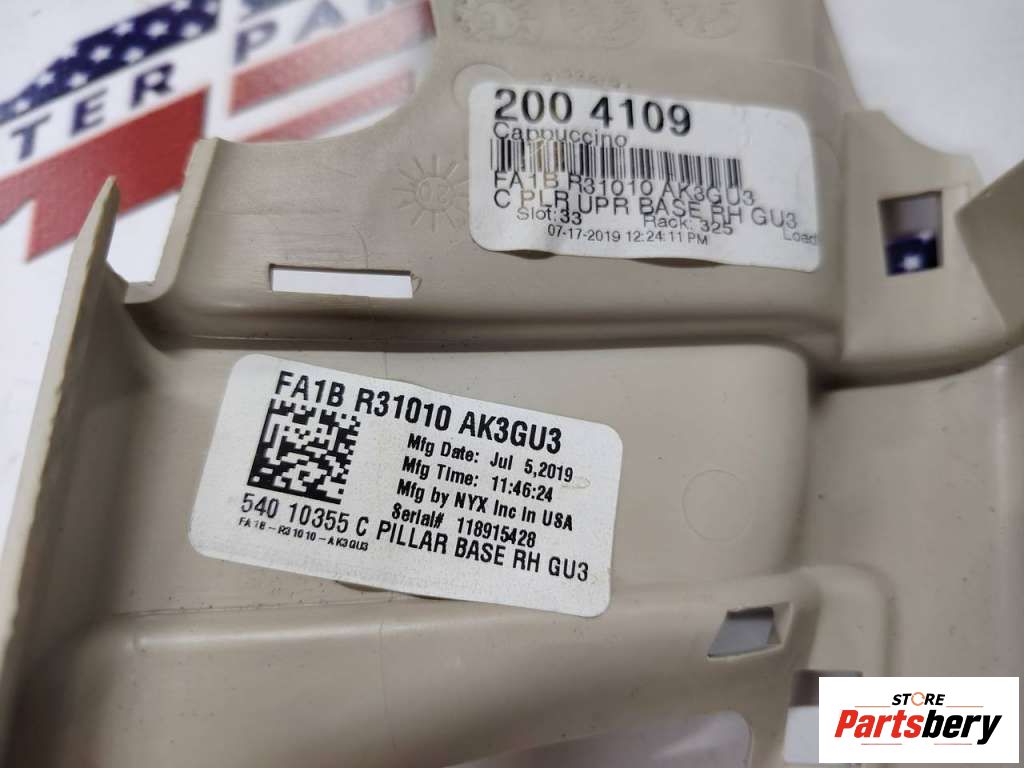 TER
PAR
200 4109
Cappuccino
FA1B R31010 AK3GU3
C PLR UPR BASE RH GU3
Slot: 33 Rack: 325 Load
07-17-2019 12:24:11 PM
FA1B R31010 AK3GU3
Mfg Date: Jul 5,2019
Mfg Time: 11:46:24
Mfg by NYX Inc in USA
Serial# 118915428
540 10355 C PILLAR BASE RH GU3
FA1B-R31010-AK3GU3
STORE
Partsbery